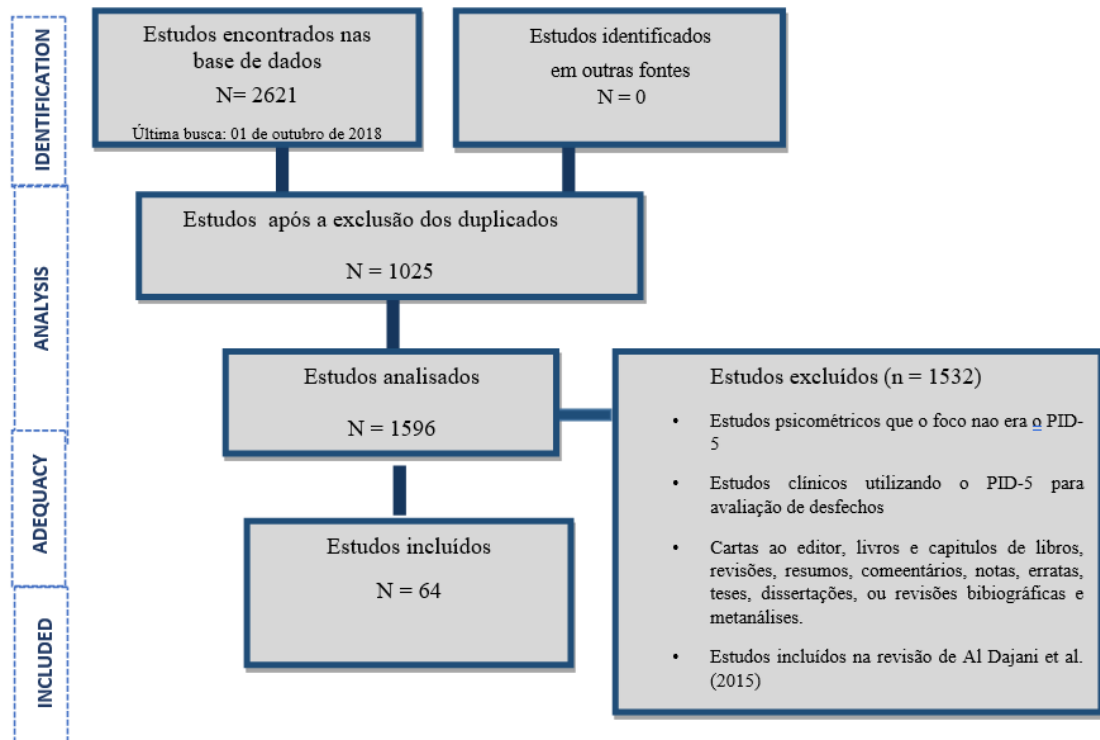 IDENTIFICATION
Estudos encontrados nas
base de dados
N= 2621
Última busca: 01 de outubro de 2018
Estudos identificados
em outras fontes
N = 0
ANALYSIS
Estudos após a exclusão dos duplicados
N = 1025
Estudos analisados
N = 1596
Estudos excluídos (n = 1532)
• Estudos psicométricos que o foco nao era o PID-
5
• Estudos clínicos utilizando o PID-5 para
avaliação de desfechos
• Cartas ao editor, livros e capitulos de libros,
revisões, resumos, comeentários, notas, erratas,
teses, dissertações, ou revisões bibiográficas e
metanálises.
• Estudos incluídos na revisão de Al Dajani et al.
(2015)
ADEQUACY
Estudos incluídos
N = 64
INCLUDED